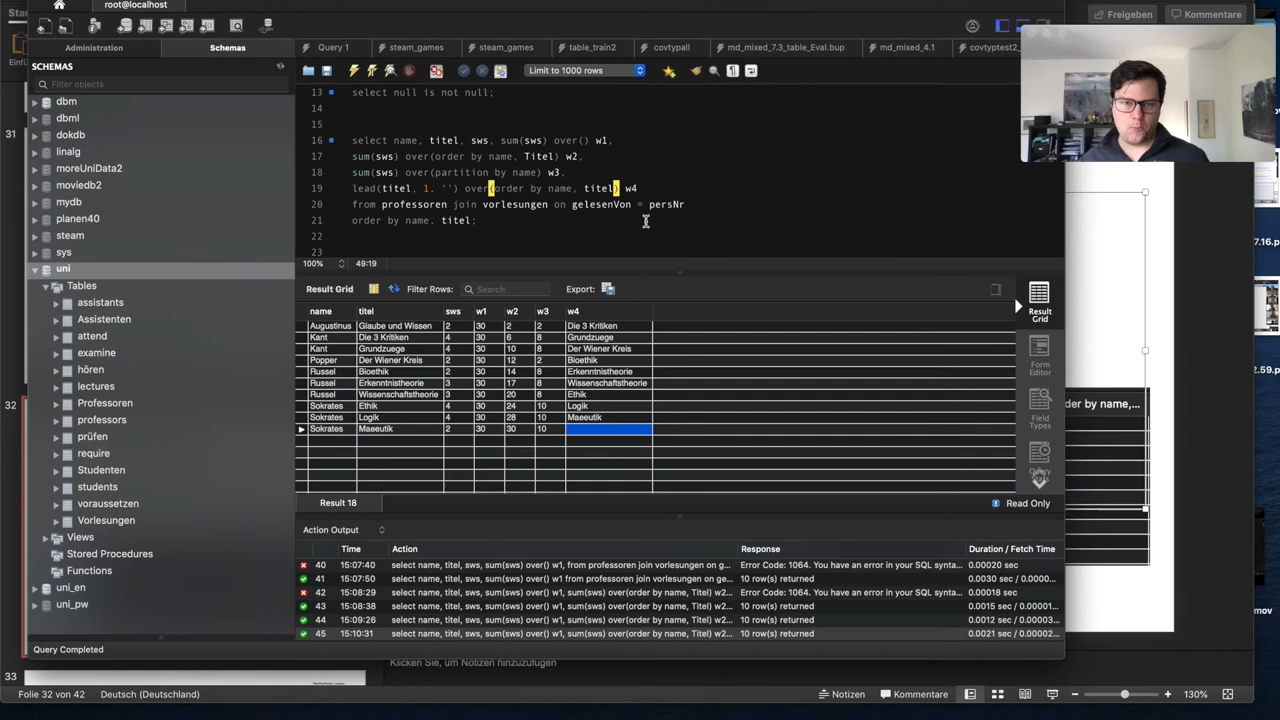 Star
root@localhost
Freigeben
Kommentare
Administration
Schemas
Query 1
steam_games
steam_games
table_train2
covtypall
md_mixed_7.3_table_Eval.bup
md_mixed_4.1
covtyptest2_
SCHEMAS
Filter objects
Limit to 1000 rows
dbm
dbml
dokdb
linalg
moreUniData2
moviedb2
mydb
planen40
steam
sys
uni
Tables
assistants
Assistenten
attend
examine
hören
lectures
Professoren
professors
prüfen
require
Studenten
students
voraussetzen
Vorlesungen
Views
Stored Procedures
Functions
uni_en
uni_pw
13 select null is not null;
14
15
16 select name, titel, sws, sum(sws) over() w1,
17 sum(sws) over(order by name, Titel) w2,
18 sum(sws) over(partition by name) w3,
19 lead(titel, 1, '') over(order by name, titel) w4
20 from professoren join vorlesungen on gelesenVon = persNr
21 order by name, titel;
22
23
100% 49:19
Result Grid Filter Rows: Search Export:
name titel sws w1 w2 w3 w4
Augustinus Glaube und Wissen 2 30 2 2 Die 3 Kritiken
Kant Die 3 Kritiken 4 30 6 8 Grundzuege
Kant Grundzuege 4 30 10 8 Der Wiener Kreis
Popper Der Wiener Kreis 2 30 12 2 Bioethik
Russel Bioethik 2 30 14 8 Erkenntnistheorie
Russel Erkenntnistheorie 3 30 17 8 Wissenschaftstheorie
Russel Wissenschaftstheorie 3 30 20 8 Ethik
Sokrates Ethik 4 30 24 10 Logik
Sokrates Logik 4 30 28 10 Maeeutik
Sokrates Maeeutik 2 30 30 10
Result Grid
Form Editor
Field Types
Query Stats
Result 18
Read Only
Action Output
Time Action Response Duration / Fetch Time
40 15:07:40 select name, titel, sws, sum(sws) over() w1, from professoren join vorlesungen on g... Error Code: 1064. You have an error in your SQL synta... 0.00020 sec
41 15:07:50 select name, titel, sws, sum(sws) over() w1 from professoren join vorlesungen on ge... 10 row(s) returned 0.0030 sec / 0.0000...
42 15:08:29 select name, titel, sws, sum(sws) over() w1, sum(sws) over(order by name, Titel) w2... Error Code: 1064. You have an error in your SQL synta... 0.00018 sec
43 15:08:38 select name, titel, sws, sum(sws) over() w1, sum(sws) over(order by name, Titel) w2... 10 row(s) returned 0.0015 sec / 0.00001...
44 15:09:26 select name, titel, sws, sum(sws) over() w1, sum(sws) over(order by name, Titel) w2... 10 row(s) returned 0.0012 sec / 0.00003...
45 15:10:31 select name, titel, sws, sum(sws) over() w1, sum(sws) over(order by name, Titel) w2... 10 row(s) returned 0.0021 sec / 0.00002...
Query Completed
31
32
33
der by name,...
7.16.p
2.59.p
mov
Klicken Sie, um Notizen hinzuzufügen
Folie 32 von 42 Deutsch (Deutschland) Notizen Kommentare 130%